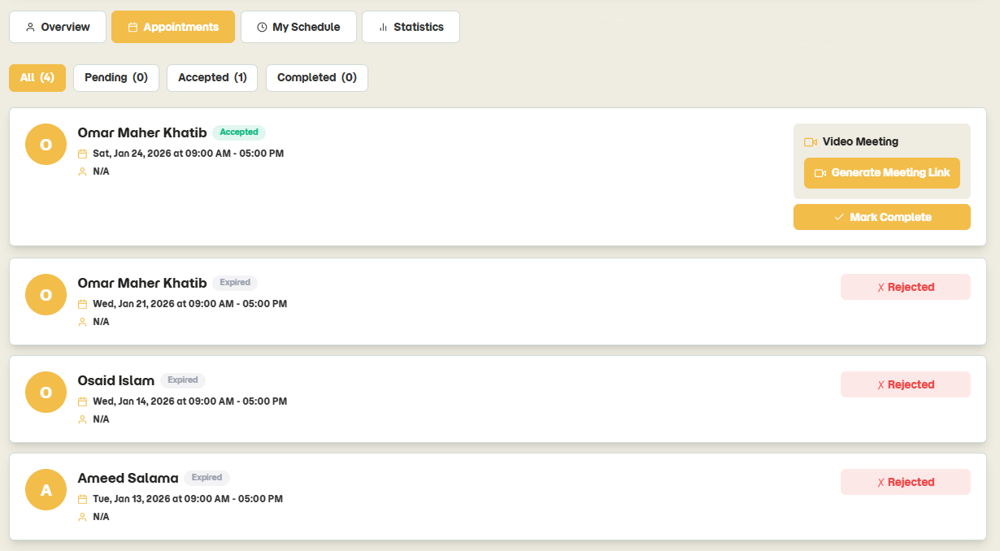 Overview Appointments My Schedule Statistics
All (4) Pending (0) Accepted (1) Completed (0)
O
Omar Maher Khatib Accepted
Sat, Jan 24, 2026 at 09:00 AM - 05:00 PM
N/A
Video Meeting
Generate Meeting Link
Mark Complete
O
Omar Maher Khatib Expired
Wed, Jan 21, 2026 at 09:00 AM - 05:00 PM
N/A
Rejected
O
Osaid Islam Expired
Wed, Jan 14, 2026 at 09:00 AM - 05:00 PM
N/A
Rejected
A
Ameed Salama Expired
Tue, Jan 13, 2026 at 09:00 AM - 05:00 PM
N/A
Rejected